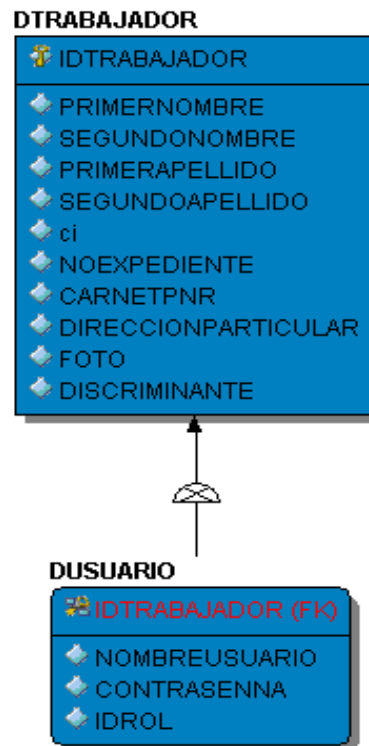 DTRABAJADOR
IDTRABAJADOR
PRIMERNOMBRE
SEGUNDONOMBRE
PRIMERAPELLIDO
SEGUNDOAPELLIDO
ci
NOEXPEDIENTE
CARNETPNR
DIRECCIONPARTICULAR
FOTO
DISCRIMINANTE
DUSUARIO
IDTRABAJADOR (FK)
NOMBREUSUARIO
CONTRASENNA
IDROL